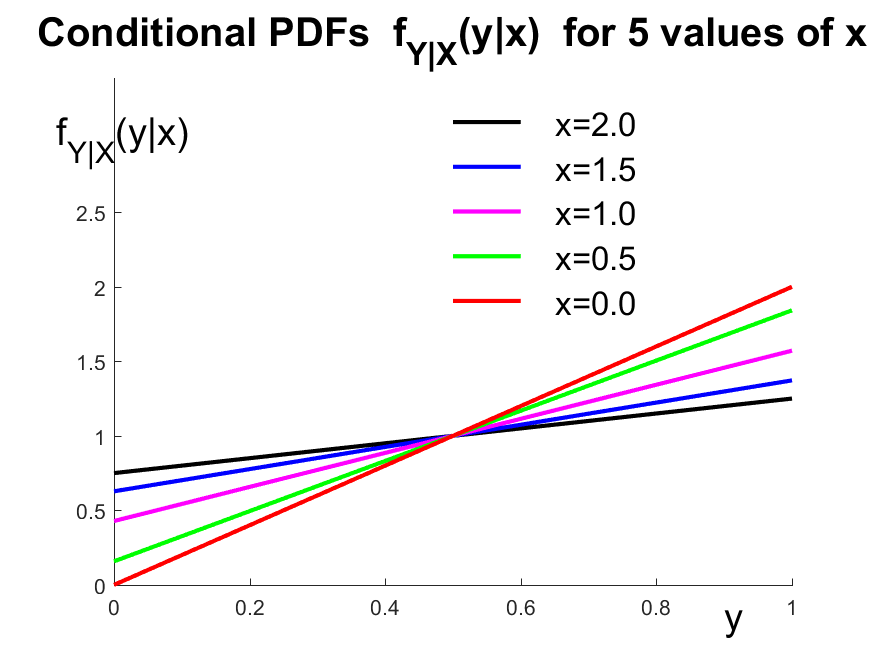 Conditional PDFs f_{Y|X}(y|x) for 5 values of x
f_{Y|X}(y|x)
x=2.0
x=1.5
x=1.0
x=0.5
x=0.0
2.5
2
1.5
1
0.5
0
0 0.2 0.4 0.6 0.8 1
y